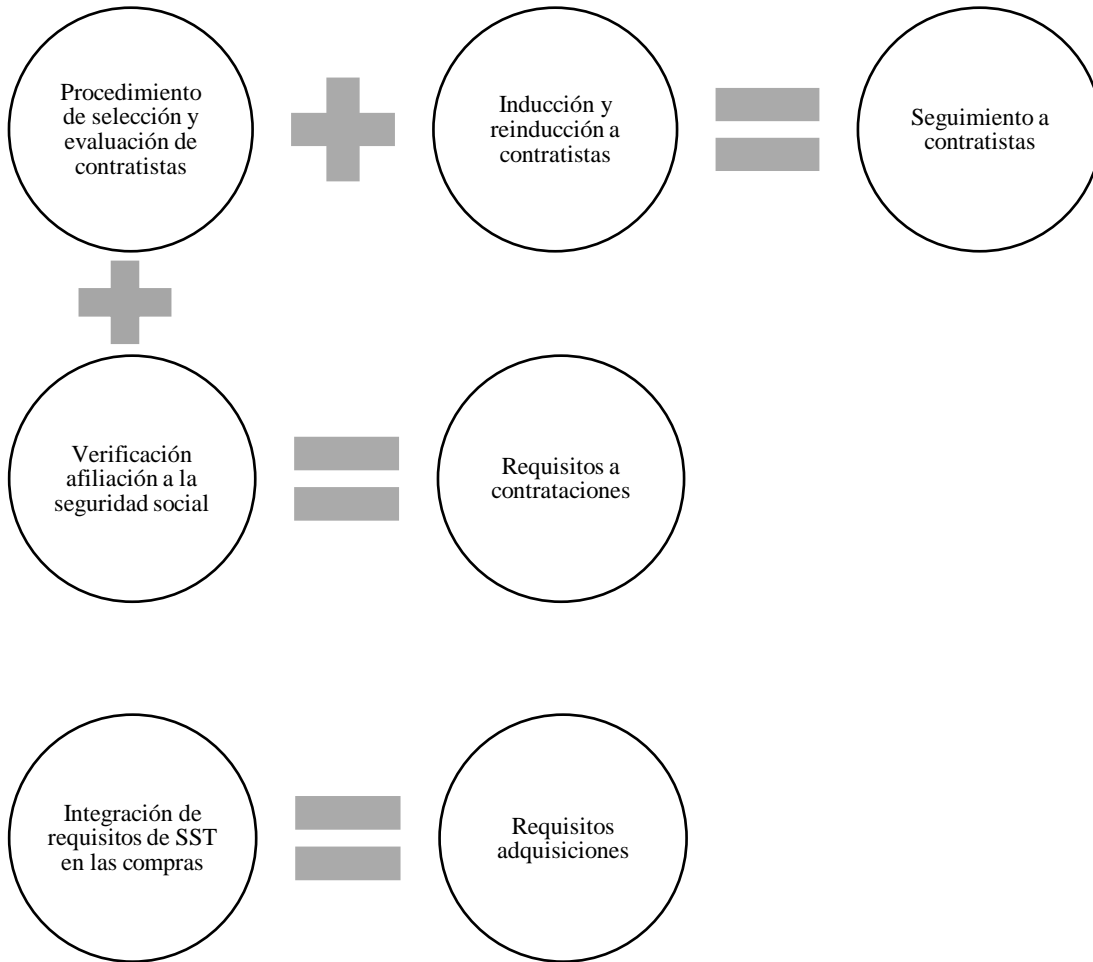 Procedimiento
de selección y
evaluación de
contratistas
Inducción y
reinducción a
contratistas
Seguimiento a
contratistas
Verificación
afiliación a la
seguridad social
Requisitos a
contrataciones
Integración de
requisitos de SST
en las compras
Requisitos
adquisiciones